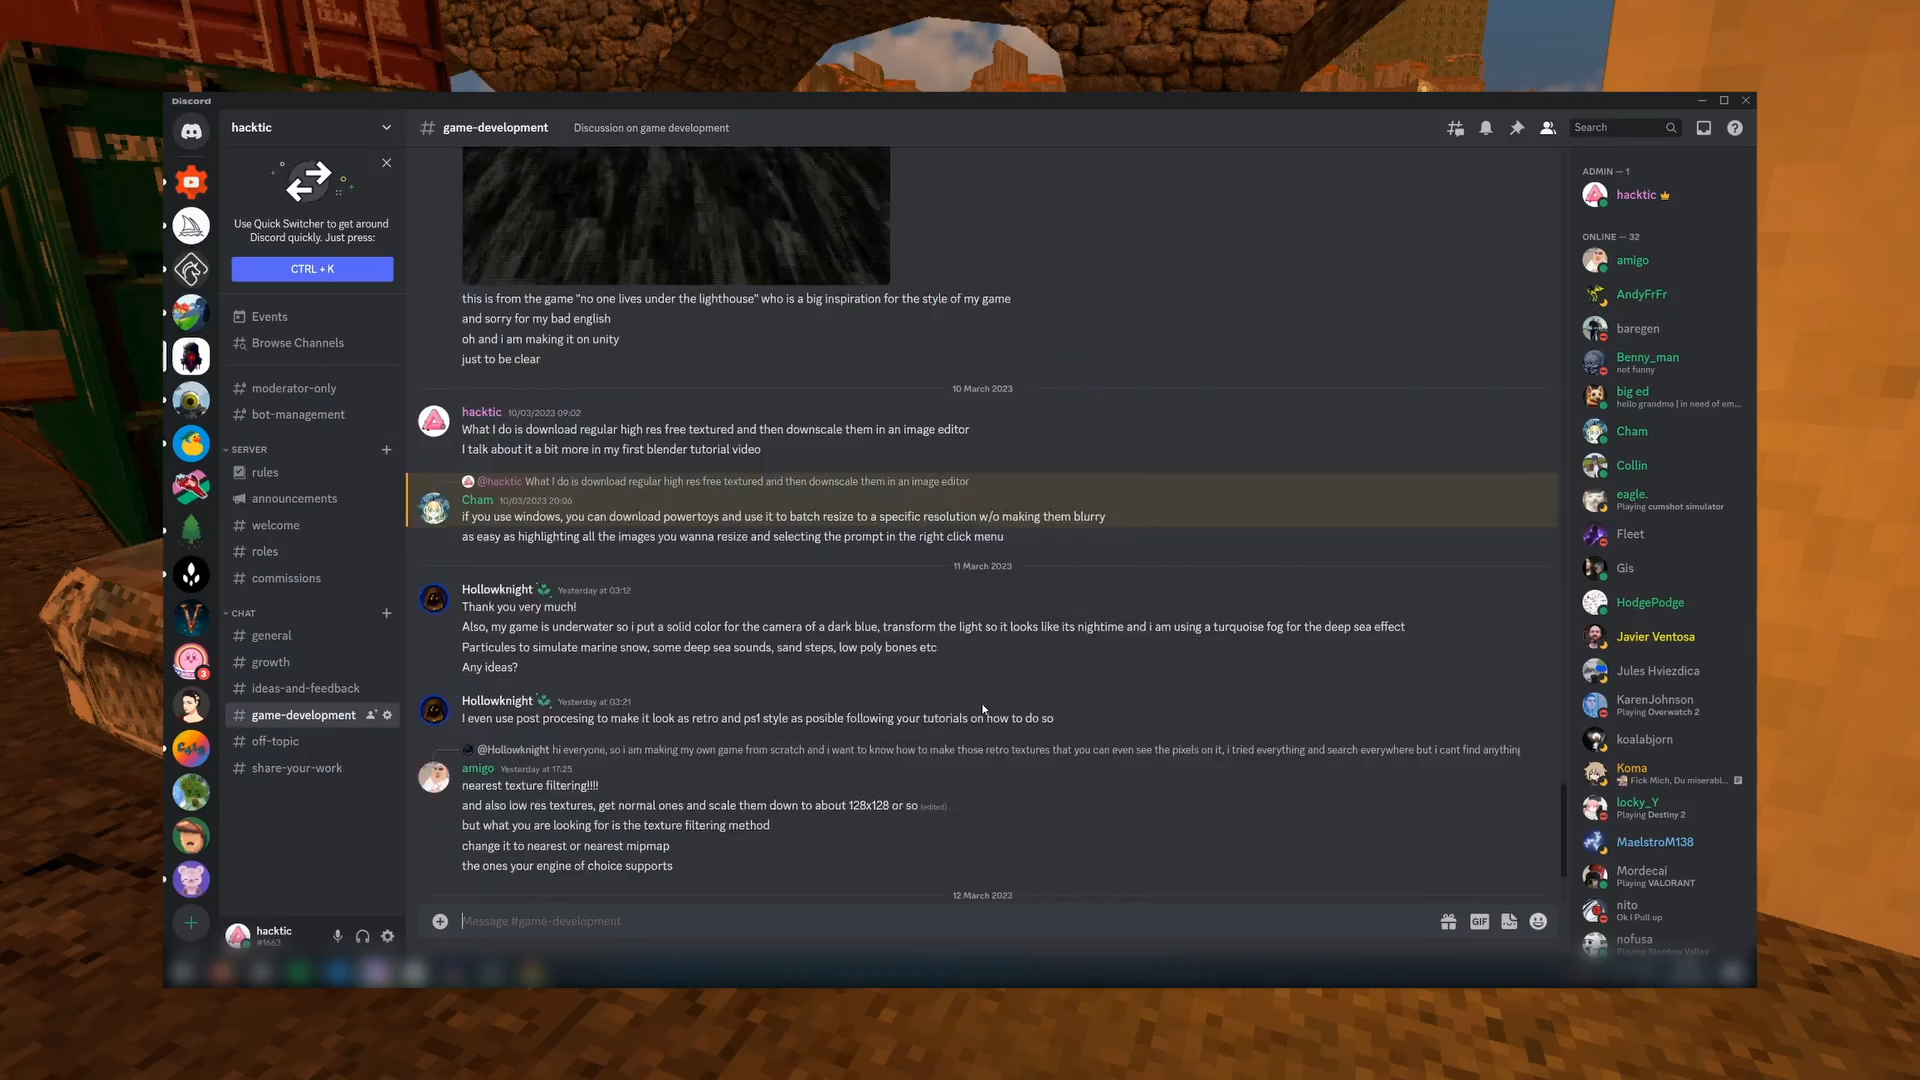 Discord
hacktic
Use Quick Switcher to get around
Discord quickly. Just press:
CTRL + K
Events
Browse Channels
moderator-only
bot-management
SERVER
rules
announcements
welcome
roles
commissions
CHAT
general
growth
ideas-and-feedback
game-development
off-topic
share-your-work
hacktic
#1663
3
game-development
Discussion on game development
Search
this is from the game "no one lives under the lighthouse" who is a big inspiration for the style of my game
and sorry for my bad english
oh and i am making it on unity
just to be clear
10 March 2023
hacktic 10/03/2023 09:02
What I do is download regular high res free textured and then downscale them in an image editor
I talk about it a bit more in my first blender tutorial video
@hacktic What I do is download regular high res free textured and then downscale them in an image editor
Cham 10/03/2023 20:06
if you use windows, you can download powertoys and use it to batch resize to a specific resolution w/o making them blurry
as easy as highlighting all the images you wanna resize and selecting the prompt in the right click menu
11 March 2023
Hollowknight Yesterday at 03:12
Thank you very much!
Also, my game is underwater so i put a solid color for the camera of a dark blue, transform the light so it looks like its nightime and i am using a turquoise fog for the deep sea effect
Particules to simulate marine snow, some deep sea sounds, sand steps, low poly bones etc
Any ideas?
Hollowknight Yesterday at 03:21
I even use post procesing to make it look as retro and ps1 style as posible following your tutorials on how to do so
@Hollowknight hi everyone, so i am making my own game from scratch and i want to know how to make those retro textures that you can even see the pixels on it, i tried everything and search everywhere but i cant find anything
amigo Yesterday at 17:25
nearest texture filtering!!!!
and also low res textures, get normal ones and scale them down to about 128x128 or so (edited)
but what you are looking for is the texture filtering method
change it to nearest or nearest mipmap
the ones your engine of choice supports
12 March 2023
Message #game-development
GIF
ADMIN — 1
hacktic
ONLINE — 32
amigo
AndyFrFr
baregen
Benny_man
not funny
big ed
hello grandma | in need of em...
Cham
Collin
eagle.
Playing cumshot simulator
Fleet
Gis
HodgePodge
Javier Ventosa
Jules Hviezdica
KarenJohnson
Playing Overwatch 2
koalabjorn
Koma
Fick Mich, Du miserabl...
locky_Y
Playing Destiny 2
MaelstroM138
Mordecai
Playing VALORANT
nito
Ok I Pull up
nofusa
Playing Stardew Valley